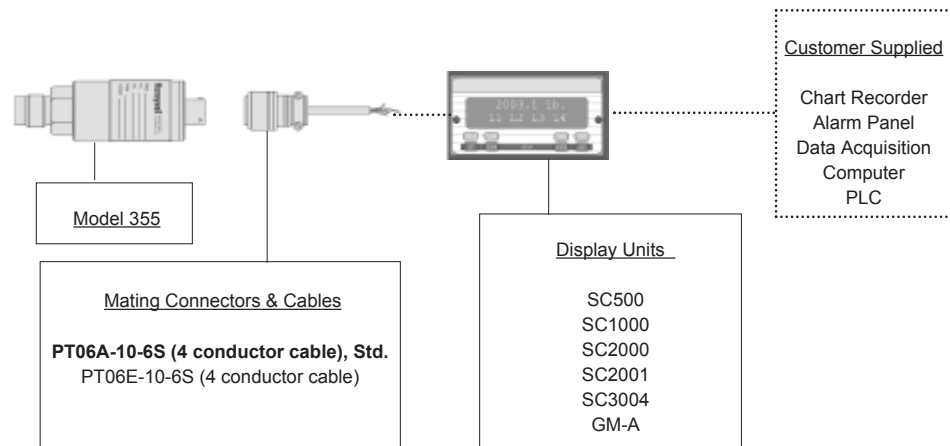 Customer Supplied
Chart Recorder
Alarm Panel
Data Acquisition
Computer
PLC
2003.1 lb.
L1 L2 L3 L4
Model 355
Mating Connectors & Cables
PT06A-10-6S (4 conductor cable), Std.
PT06E-10-6S (4 conductor cable)
Display Units
SC500
SC1000
SC2000
SC2001
SC3004
GM-A